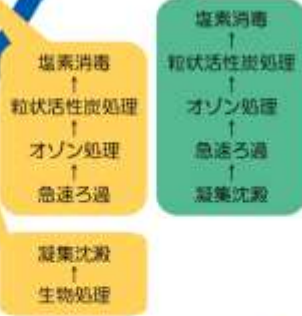 塩素消毒
↑
粒状活性炭処理
↑
オゾン処理
↑
急速ろ過
凝集沈澱
↑
生物処理
塩素消毒
↑
粒状活性炭処理
↑
オゾン処理
↑
急速ろ過
↑
凝集沈澱